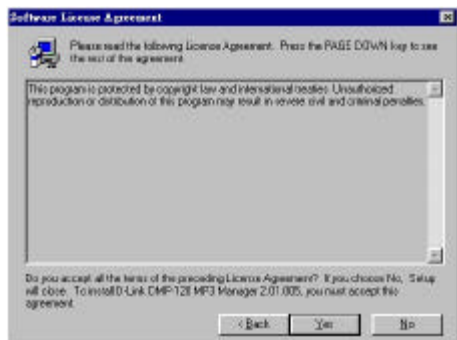 Software License Agreement
Please read the following License Agreement. Press the PAGE DOWN key to see
the rest of the agreement.
This program is protected by copyright law and international treaties. Unauthorized
reproduction or distribution of this program may result in severe civil and criminal penalties.
Do you accept all the terms of the preceding License Agreement? If you choose No, Setup
will close. To install D-Link DMP-120 MP3 Manager 2.01.005, you must accept this
agreement.
< Back
Yes
No